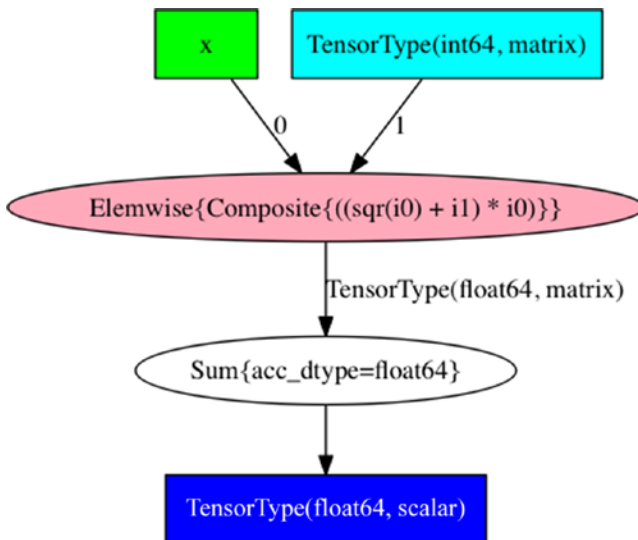 x
TensorType(int64, matrix)
0
1
Elemwise{Composite{((sqr(i0) + i1) * i0)}}
TensorType(float64, matrix)
Sum{acc_dtype=float64}
TensorType(float64, scalar)